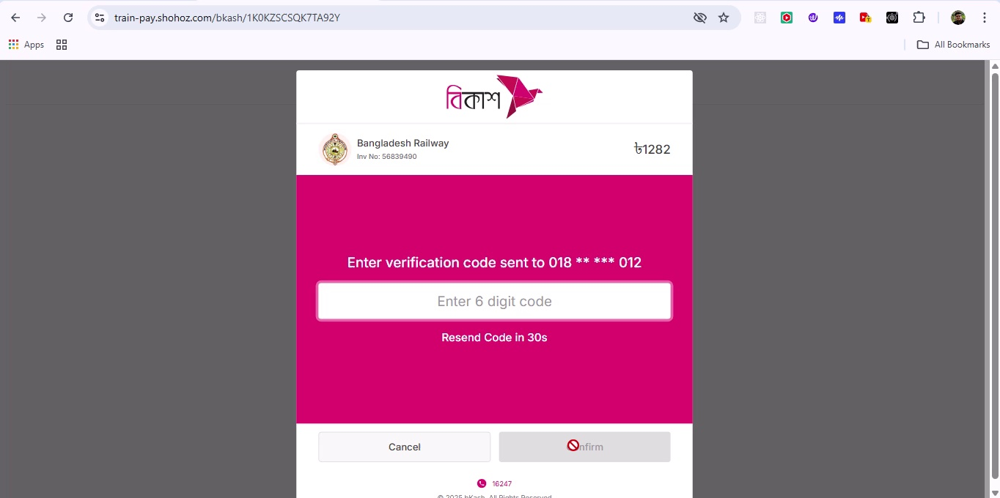 train-pay.shohoz.com/bkash/1K0KZSCSQK7TA92Y
Apps
All Bookmarks
বিকাশ
Bangladesh Railway
Inv No: 56839490
৳1282
Enter verification code sent to 018 ** *** 012
Enter 6 digit code
Resend Code in 30s
Cancel
nfirm
16247
© 2025 bKash, All Rights Reserved